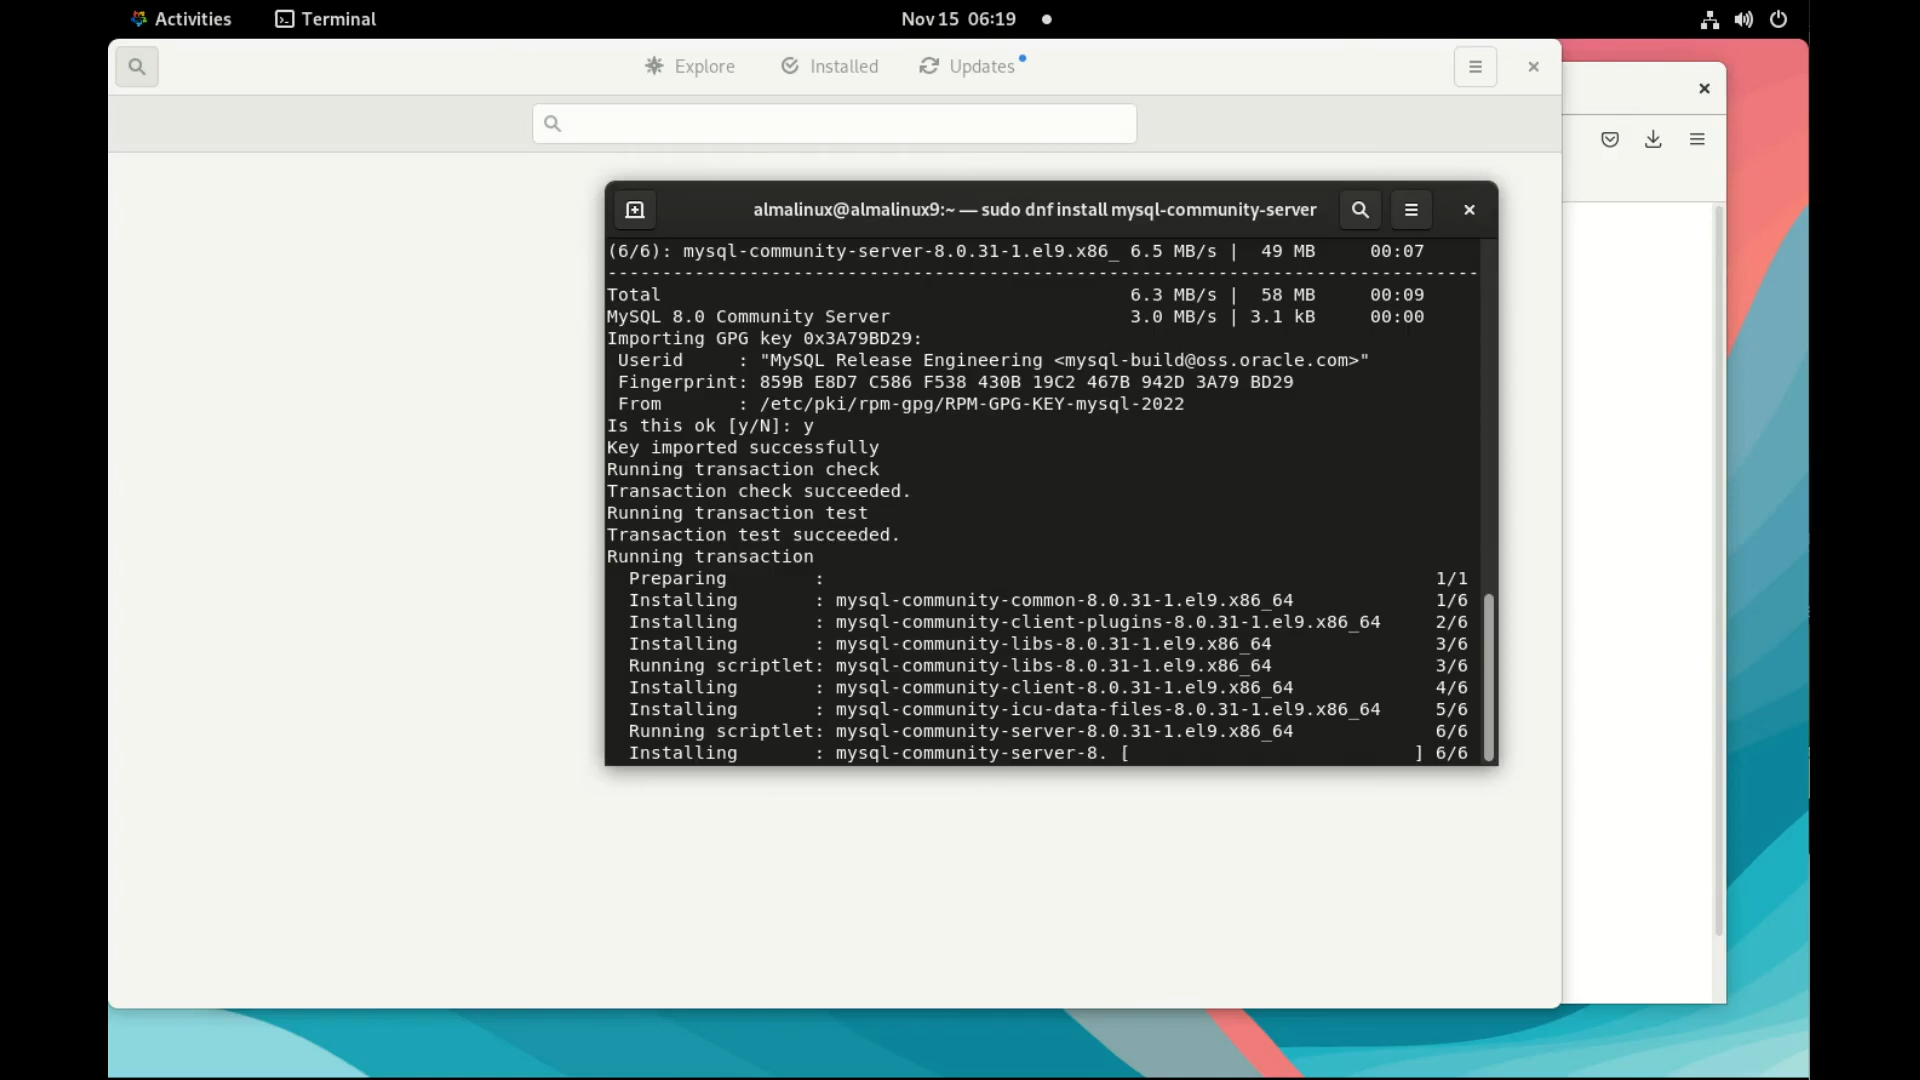 Activities Terminal Nov 15 06:19
Explore Installed Updates
almalinux@almalinux9:~ — sudo dnf install mysql-community-server
(6/6): mysql-community-server-8.0.31-1.el9.x86_ 6.5 MB/s | 49 MB 00:07
--------------------------------------------------------------------------------
Total 6.3 MB/s | 58 MB 00:09
MySQL 8.0 Community Server 3.0 MB/s | 3.1 kB 00:00
Importing GPG key 0x3A79BD29:
Userid : "MySQL Release Engineering <mysql-build@oss.oracle.com>"
Fingerprint: 859B E8D7 C586 F538 430B 19C2 467B 942D 3A79 BD29
From : /etc/pki/rpm-gpg/RPM-GPG-KEY-mysql-2022
Is this ok [y/N]: y
Key imported successfully
Running transaction check
Transaction check succeeded.
Running transaction test
Transaction test succeeded.
Running transaction
Preparing : 1/1
Installing : mysql-community-common-8.0.31-1.el9.x86_64 1/6
Installing : mysql-community-client-plugins-8.0.31-1.el9.x86_64 2/6
Installing : mysql-community-libs-8.0.31-1.el9.x86_64 3/6
Running scriptlet: mysql-community-libs-8.0.31-1.el9.x86_64 3/6
Installing : mysql-community-client-8.0.31-1.el9.x86_64 4/6
Installing : mysql-community-icu-data-files-8.0.31-1.el9.x86_64 5/6
Running scriptlet: mysql-community-server-8.0.31-1.el9.x86_64 6/6
Installing : mysql-community-server-8. [ ] 6/6